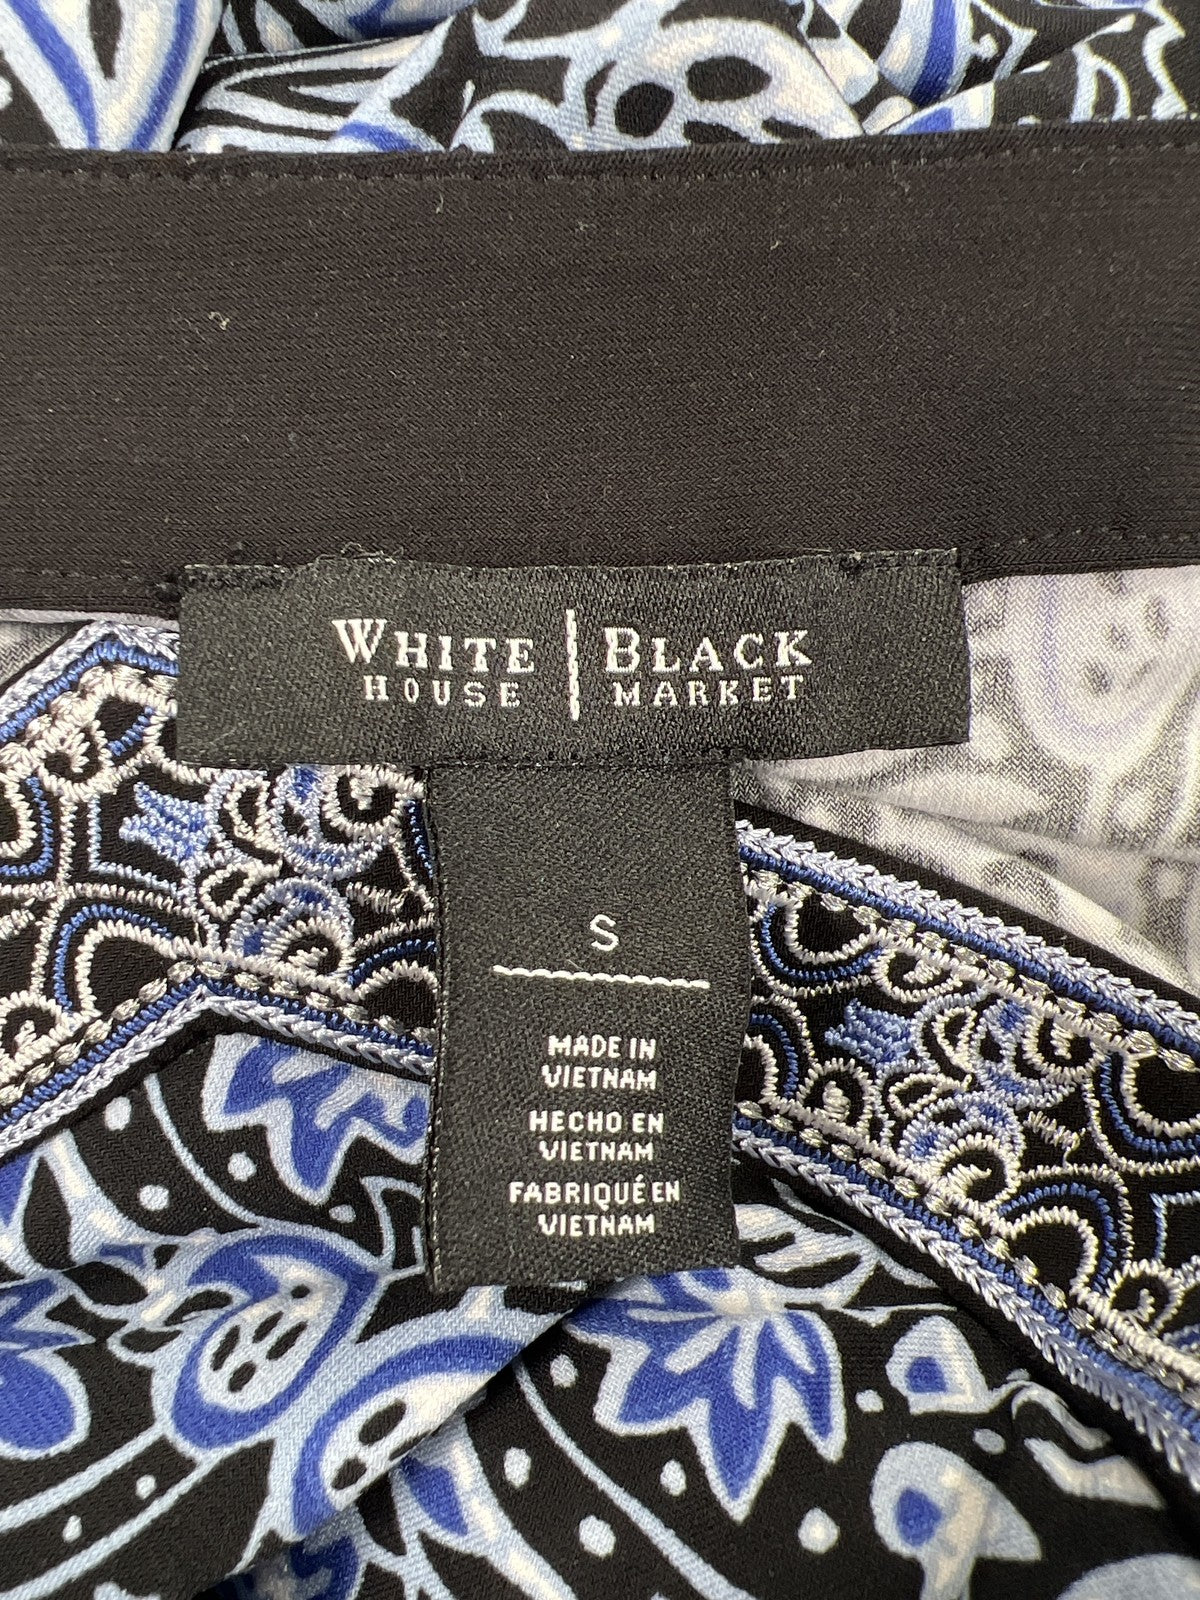 WHITE | BLACK
HOUSE | MARKET
S
MADE IN
VIETNAM
HECHO EN
VIETNAM
FABRIQUÉ EN
VIETNAM